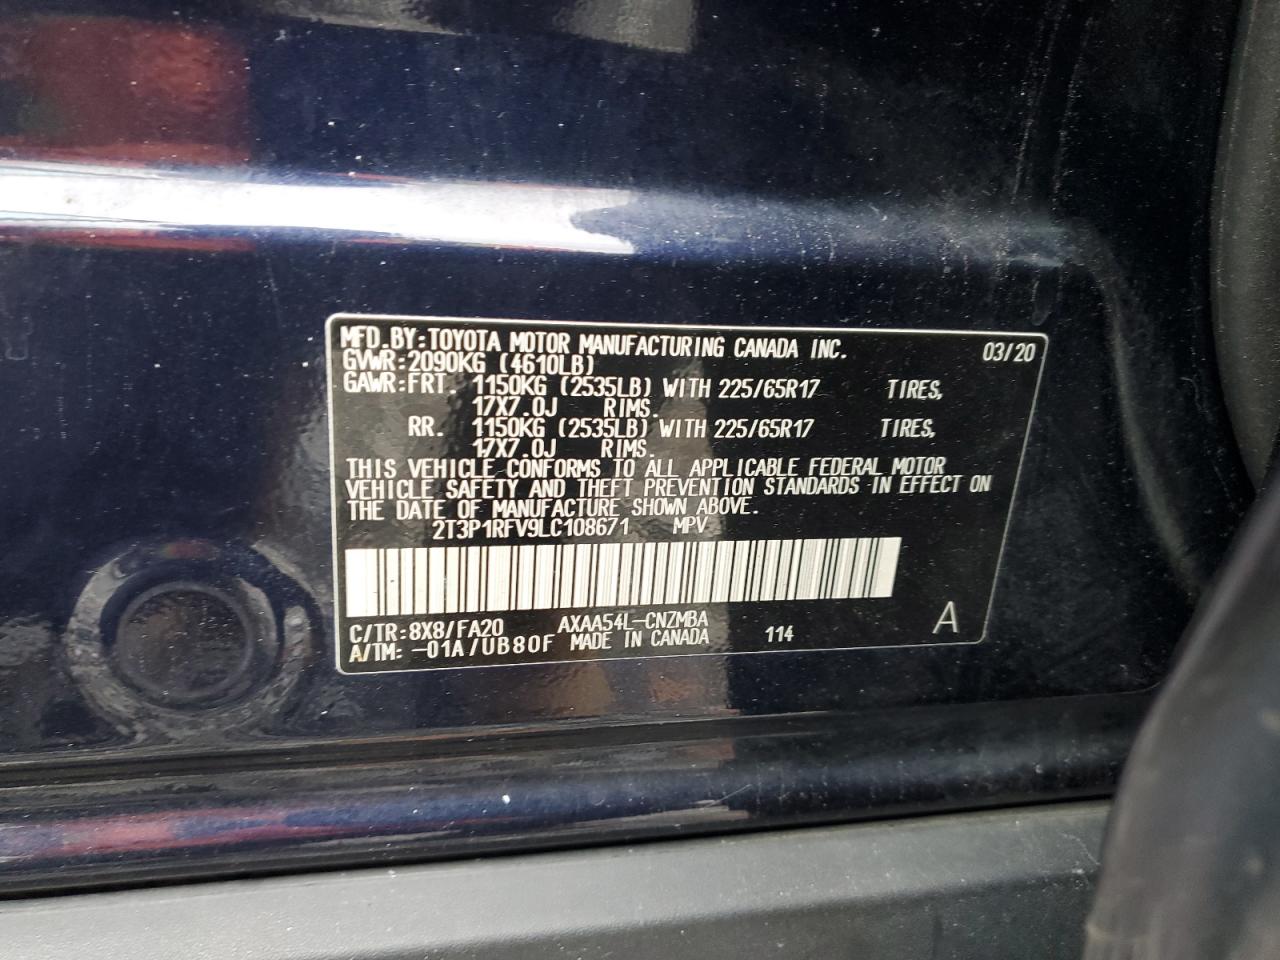 MFD.BY:TOYOTA MOTOR MANUFACTURING CANADA INC. 03/20
GVWR:2090KG (4610LB)
GAWR:FRT. 1150KG (2535LB) WITH 225/65R17 TIRES,
17X7.0J RIMS.
RR. 1150KG (2535LB) WITH 225/65R17 TIRES,
17X7.0J RIMS.
THIS VEHICLE CONFORMS TO ALL APPLICABLE FEDERAL MOTOR
VEHICLE SAFETY AND THEFT PREVENTION STANDARDS IN EFFECT ON
THE DATE OF MANUFACTURE SHOWN ABOVE.
2T3P1RFV9LC108671 MPV
C/TR:8X8/FA20 AXAA54L-CNZMBA
A/TM: -01A/UB80F MADE IN CANADA 114 A